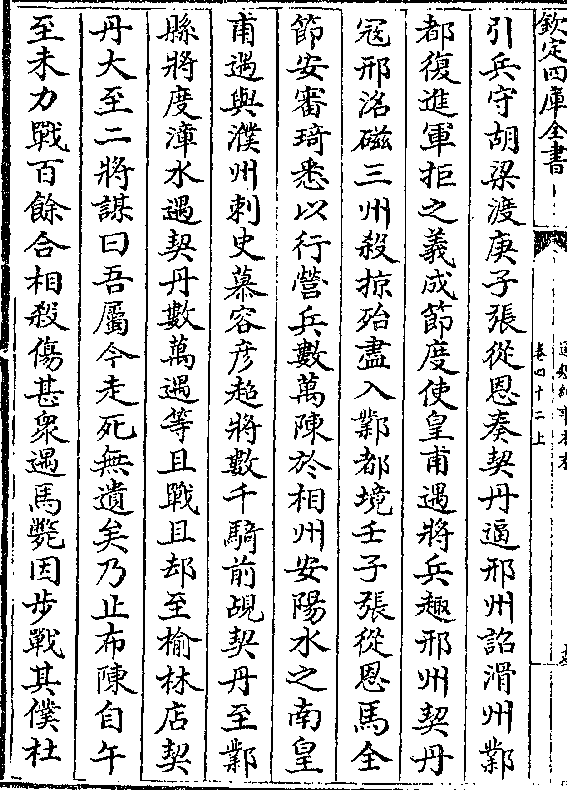 欽定四庫全書
通鑑紀事本末
卷四十二上
引兵守胡梁渡庚子張從恩奏契丹逼邢州詔滑州鄴
都復進軍拒之義成節度使皇甫遇將兵趣邢州契丹
冦邢洺磁三州殺掠殆盡入鄴都境壬子張從恩馬全
節安審琦悉以行營兵數萬陳於相州安陽水之南皇
甫遇與濮州刺史慕容彦超將數千騎前覘契丹至鄴
縣將度漳水遇契丹數萬遇等且戰且却至榆林店契
丹大至二將謀曰吾屬今走死無遺矣乃止布陳自午
至未力戰百餘合相殺傷甚衆遇馬斃因步戰其僕杜